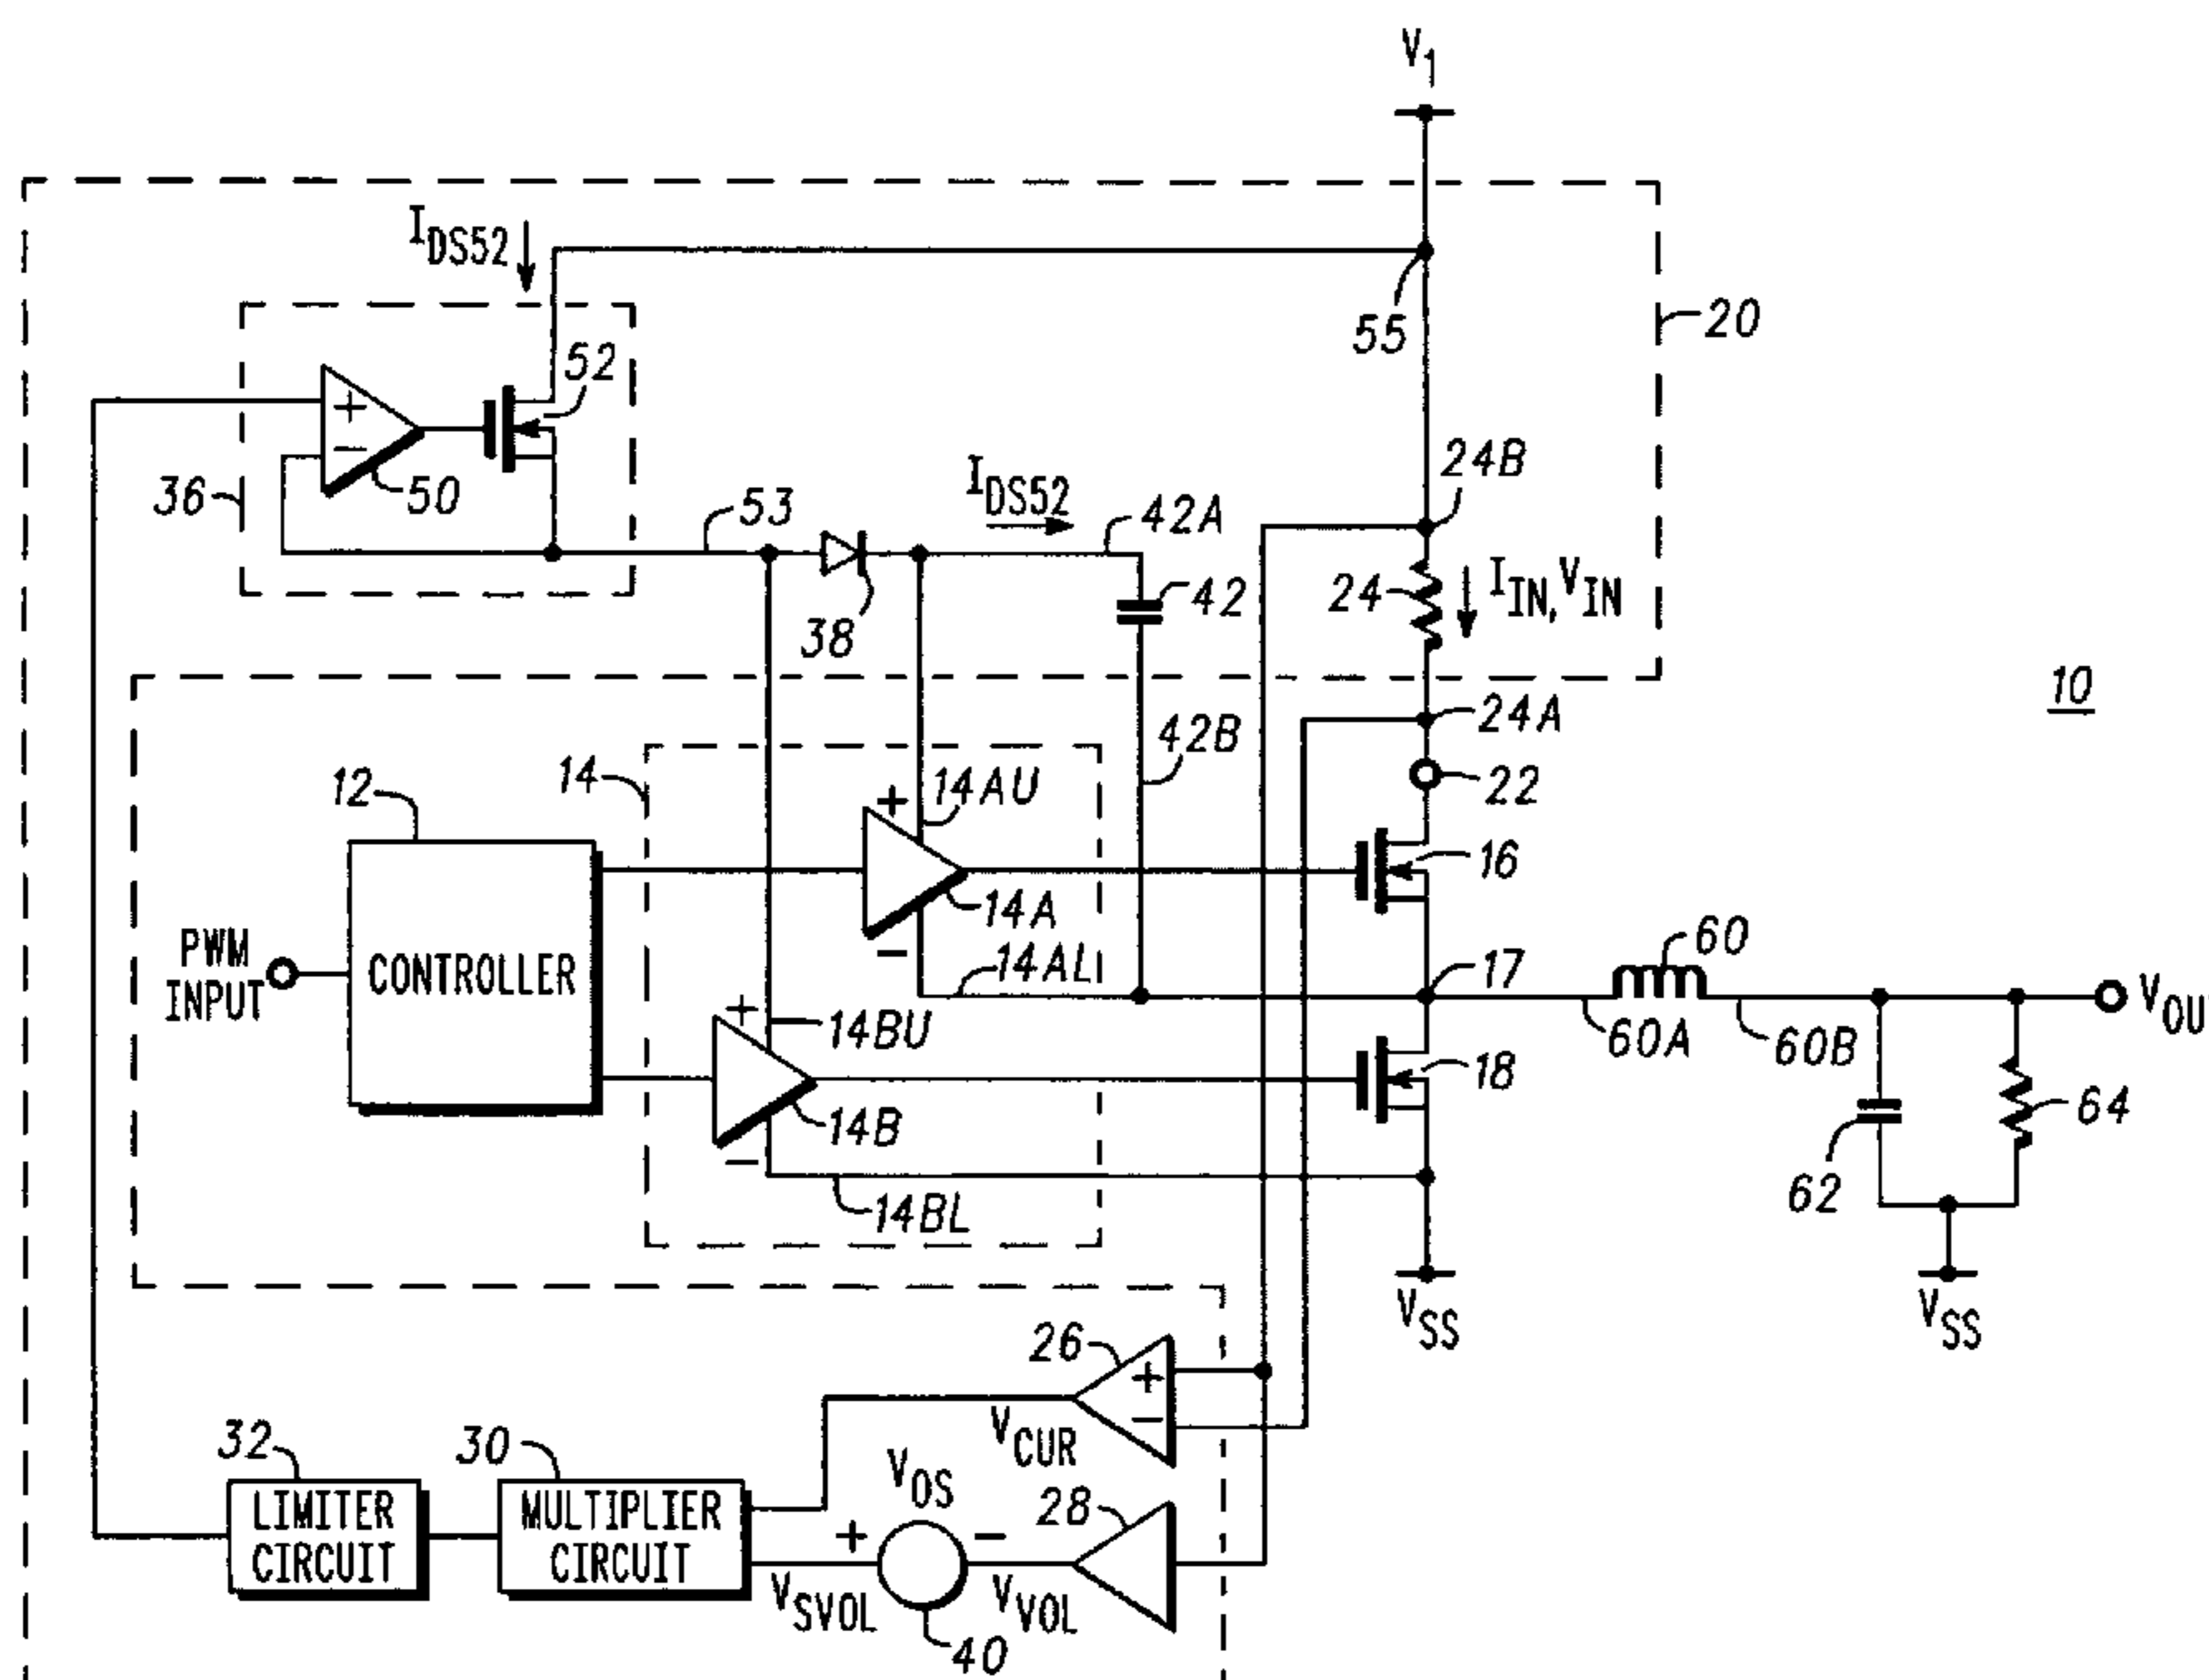 V1
IDS52
55
20
52
36
50
53
IDS52
42A
24B
42
24
IIN, VIN
38
10
24A
42B
14
14AU
22
12
16
14A
PWM
INPUT
CONTROLLER
14AL
17
60
VOU
14BU
60A
60B
18
64
14B
62
14BL
VSS
VSS
26
VCUR
32
30
VOS
28
LIMITER
CIRCUIT
MULTIPLIER
CIRCUIT
VSVOL
VVOL
40